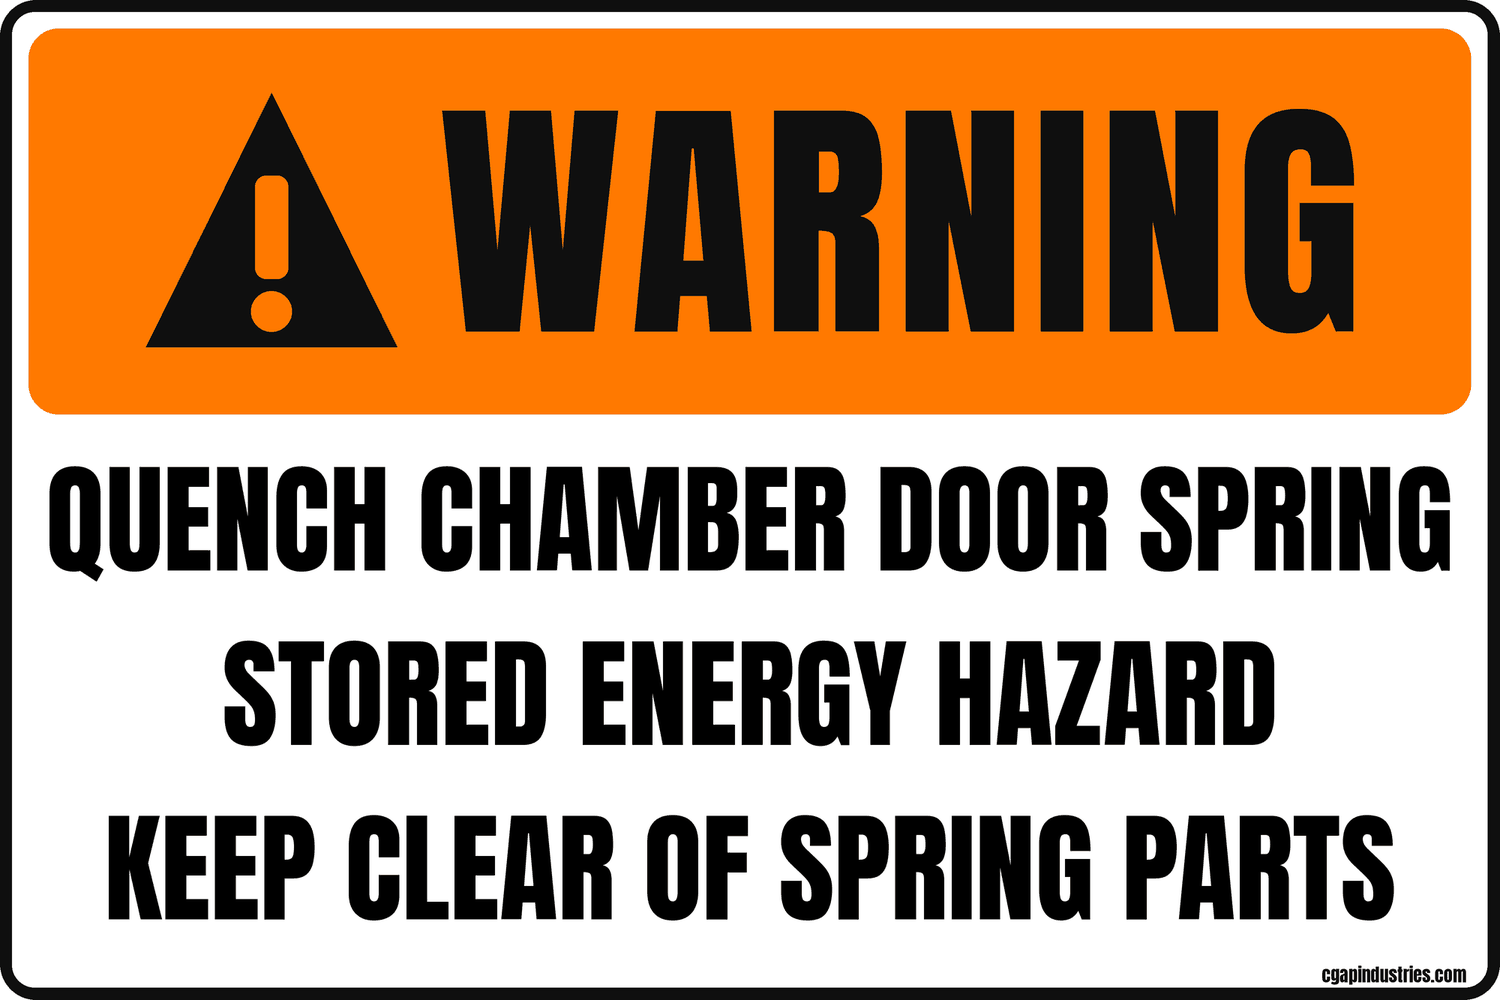 WARNING
QUENCH CHAMBER DOOR SPRING
STORED ENERGY HAZARD
KEEP CLEAR OF SPRING PARTS
cgapindustries.com